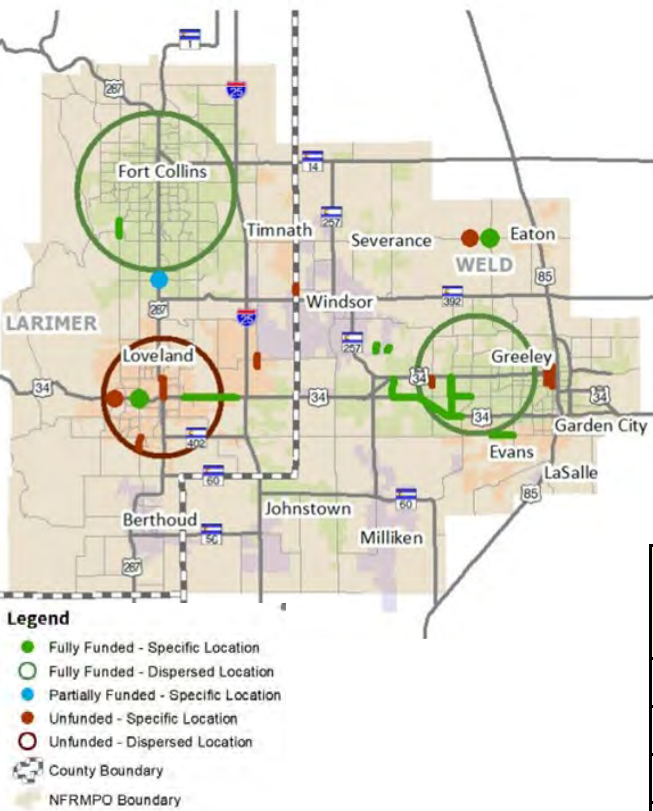 1
287
25
Fort Collins
14
257
Timnath
Severance
Eaton
WELD
85
287
392
Windsor
LARIMER
25
257
Loveland
Greeley
34
34
34
34
34
402
Garden City
Evans
60
LaSalle
85
Johnstown
60
Berthoud
Milliken
287
Legend
Fully Funded - Specific Location
Fully Funded - Dispersed Location
Partially Funded - Specific Location
Unfunded - Specific Location
Unfunded - Dispersed Location
County Boundary
NFRMPO Boundary